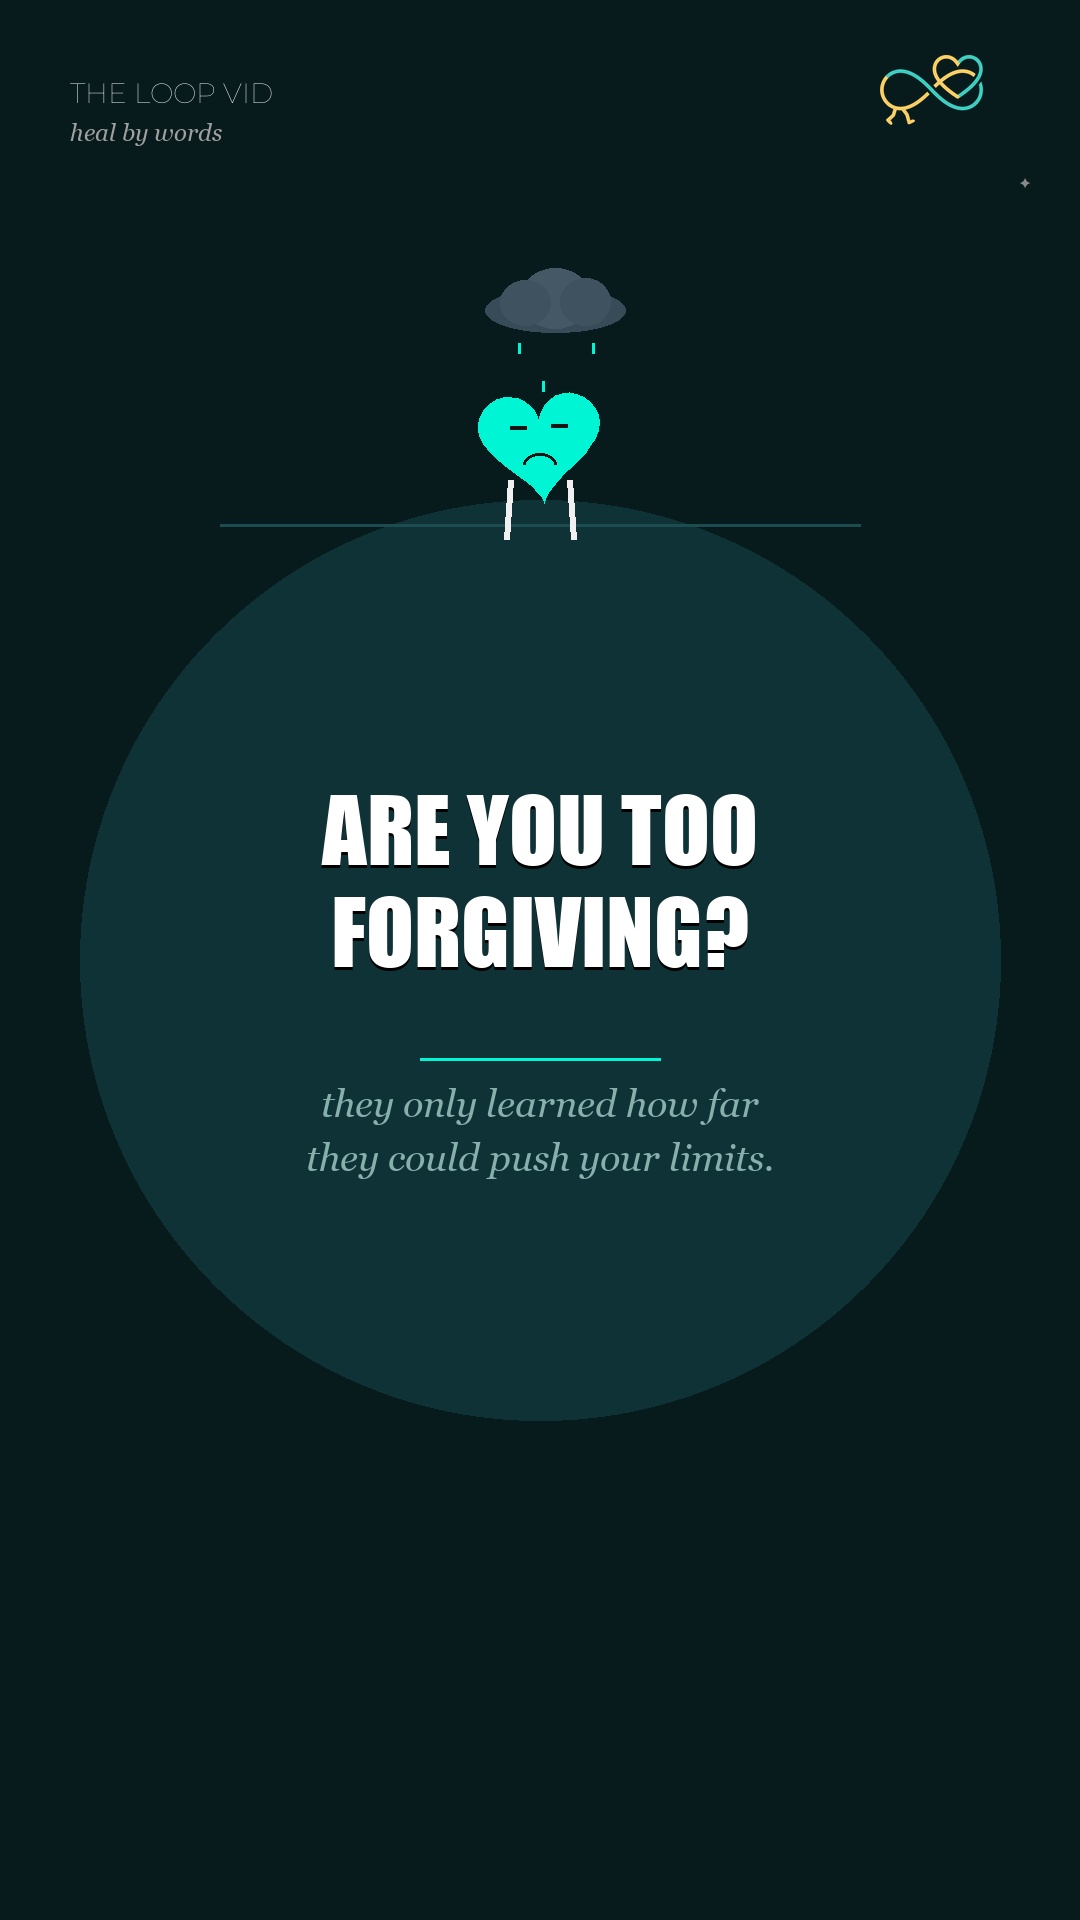 THE LOOP VID
heal by words
ARE YOU TOO
FORGIVING?
they only learned how far
they could push your limits.